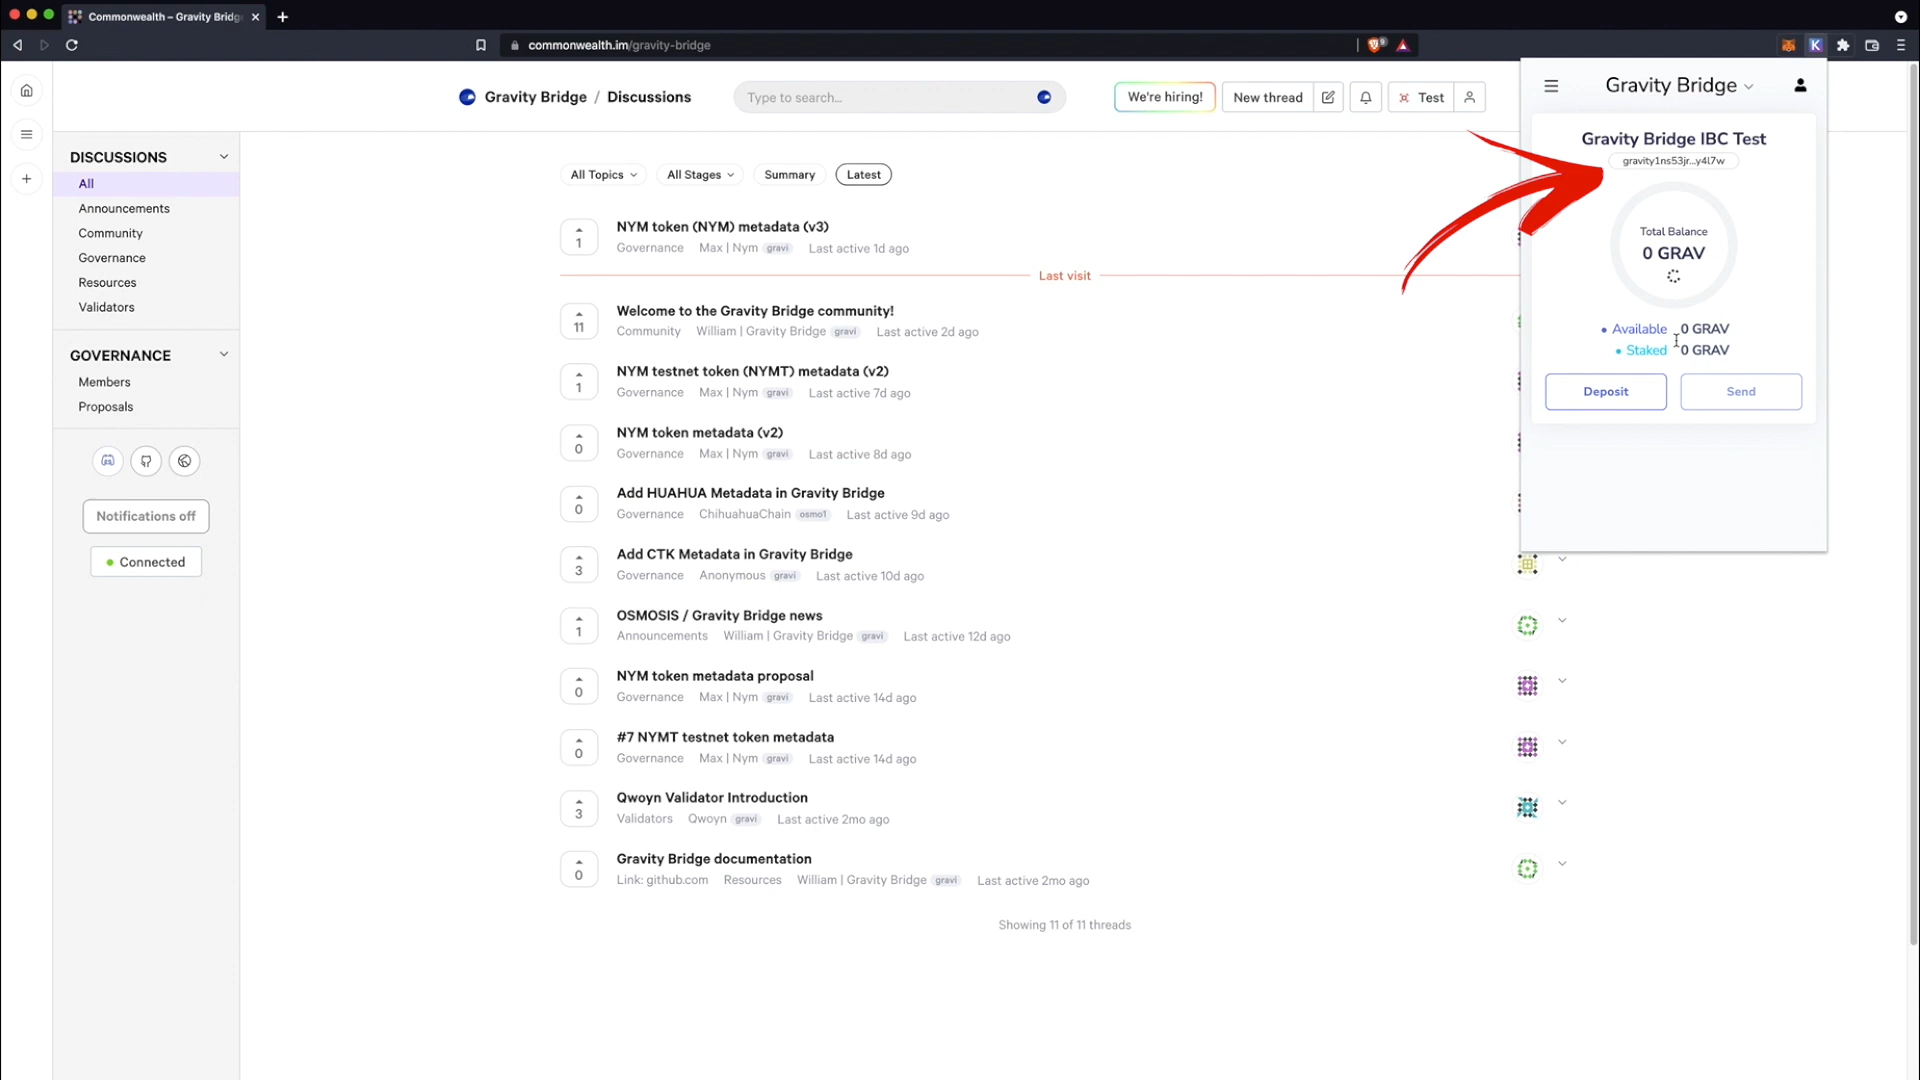 Commonwealth – Gravity Bridg
commonwealth.im/gravity-bridge
Gravity Bridge / Discussions
Type to search...
We're hiring!
New thread
Test
DISCUSSIONS
All
Announcements
Community
Governance
Resources
Validators
GOVERNANCE
Members
Proposals
Notifications off
Connected
All Topics
All Stages
Summary
Latest
1
NYM token (NYM) metadata (v3)
Governance Max | Nym gravi Last active 1d ago
Last visit
11
Welcome to the Gravity Bridge community!
Community William | Gravity Bridge gravi Last active 2d ago
1
NYM testnet token (NYMT) metadata (v2)
Governance Max | Nym gravi Last active 7d ago
0
NYM token metadata (v2)
Governance Max | Nym gravi Last active 8d ago
0
Add HUAHUA Metadata in Gravity Bridge
Governance ChihuahuaChain osmo1 Last active 9d ago
3
Add CTK Metadata in Gravity Bridge
Governance Anonymous gravi Last active 10d ago
1
OSMOSIS / Gravity Bridge news
Announcements William | Gravity Bridge gravi Last active 12d ago
0
NYM token metadata proposal
Governance Max | Nym gravi Last active 14d ago
0
#7 NYMT testnet token metadata
Governance Max | Nym gravi Last active 14d ago
3
Qwoyn Validator Introduction
Validators Qwoyn gravi Last active 2mo ago
0
Gravity Bridge documentation
Link: github.com Resources William | Gravity Bridge gravi Last active 2mo ago
Showing 11 of 11 threads
K
Gravity Bridge
Gravity Bridge IBC Test
gravity1ns53jr...y4l7w
Total Balance
0 GRAV
Available 0 GRAV
Staked 0 GRAV
Deposit
Send